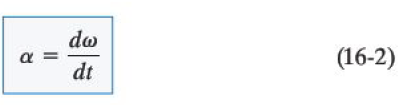 α = dω/dt (16-2)